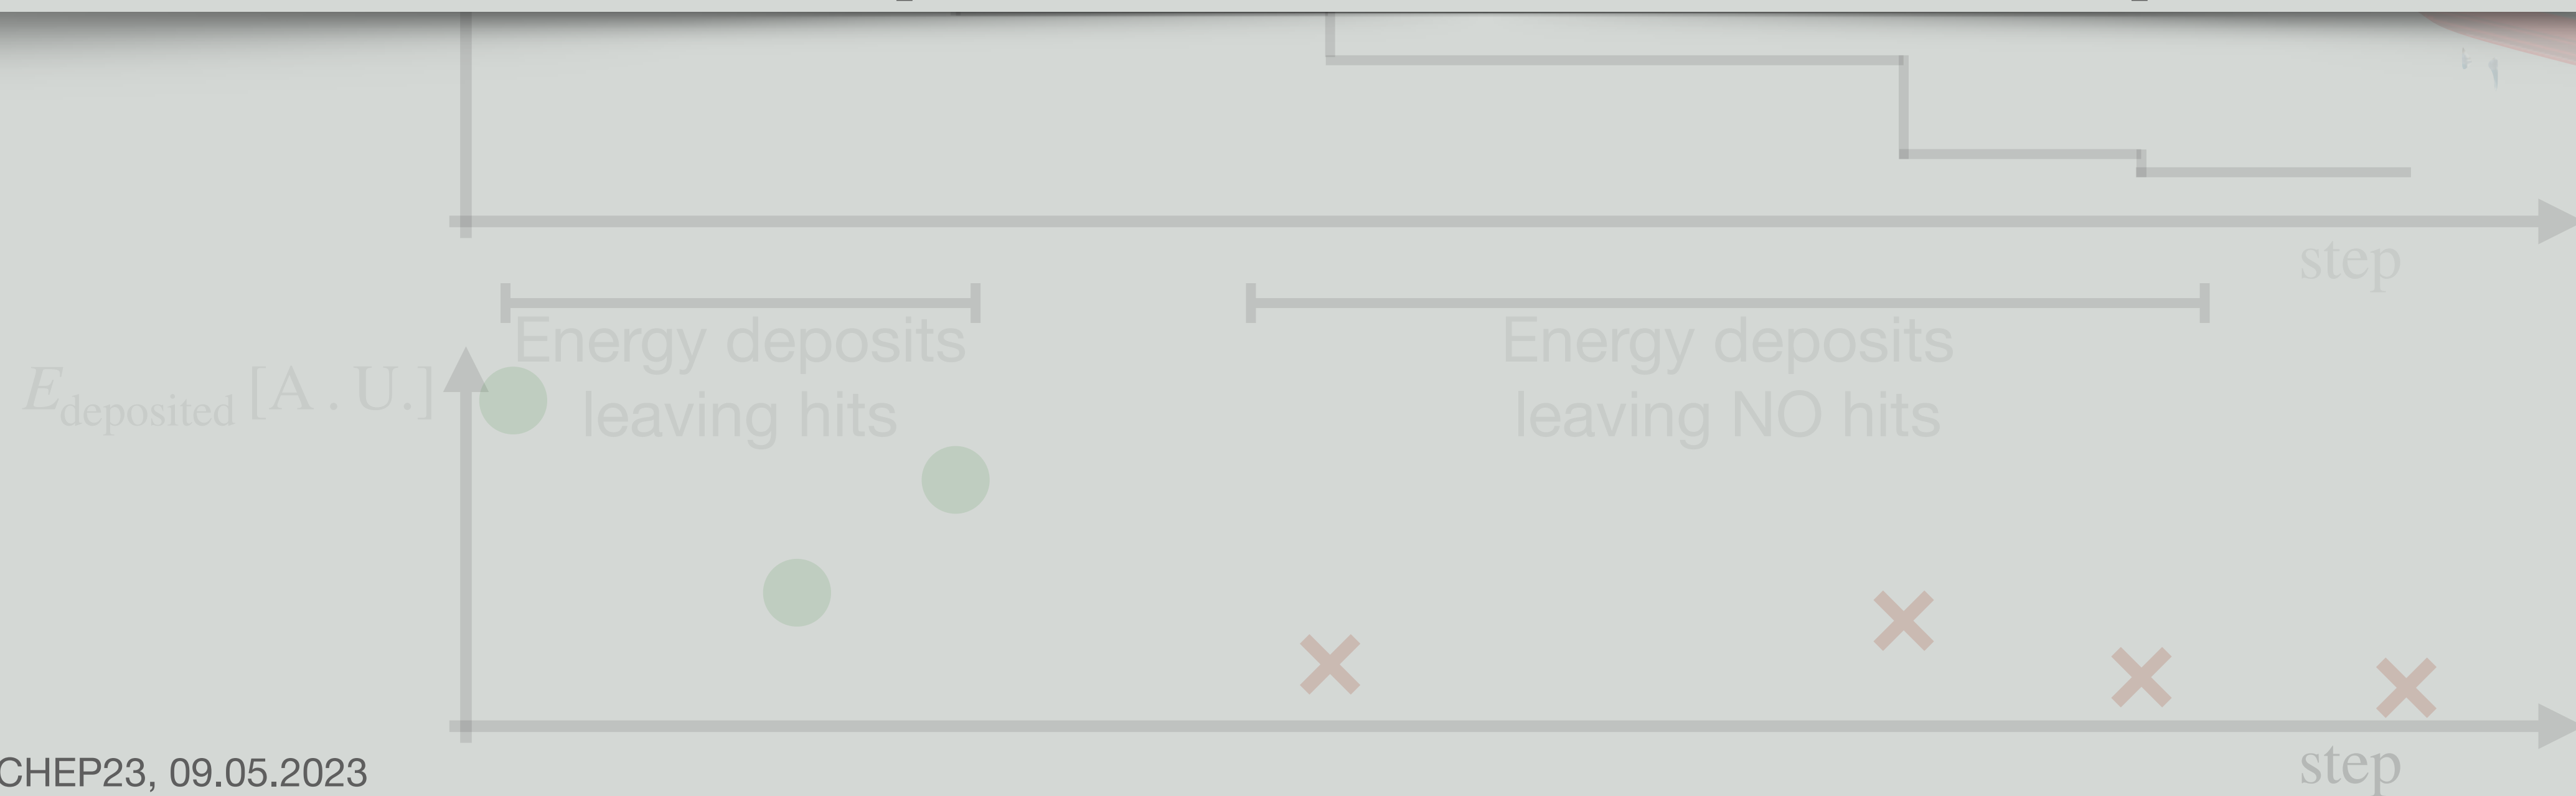 step
Energy deposits
leaving hits
Energy deposits
leaving NO hits
E_deposited [A . U.]
step
CHEP23, 09.05.2023